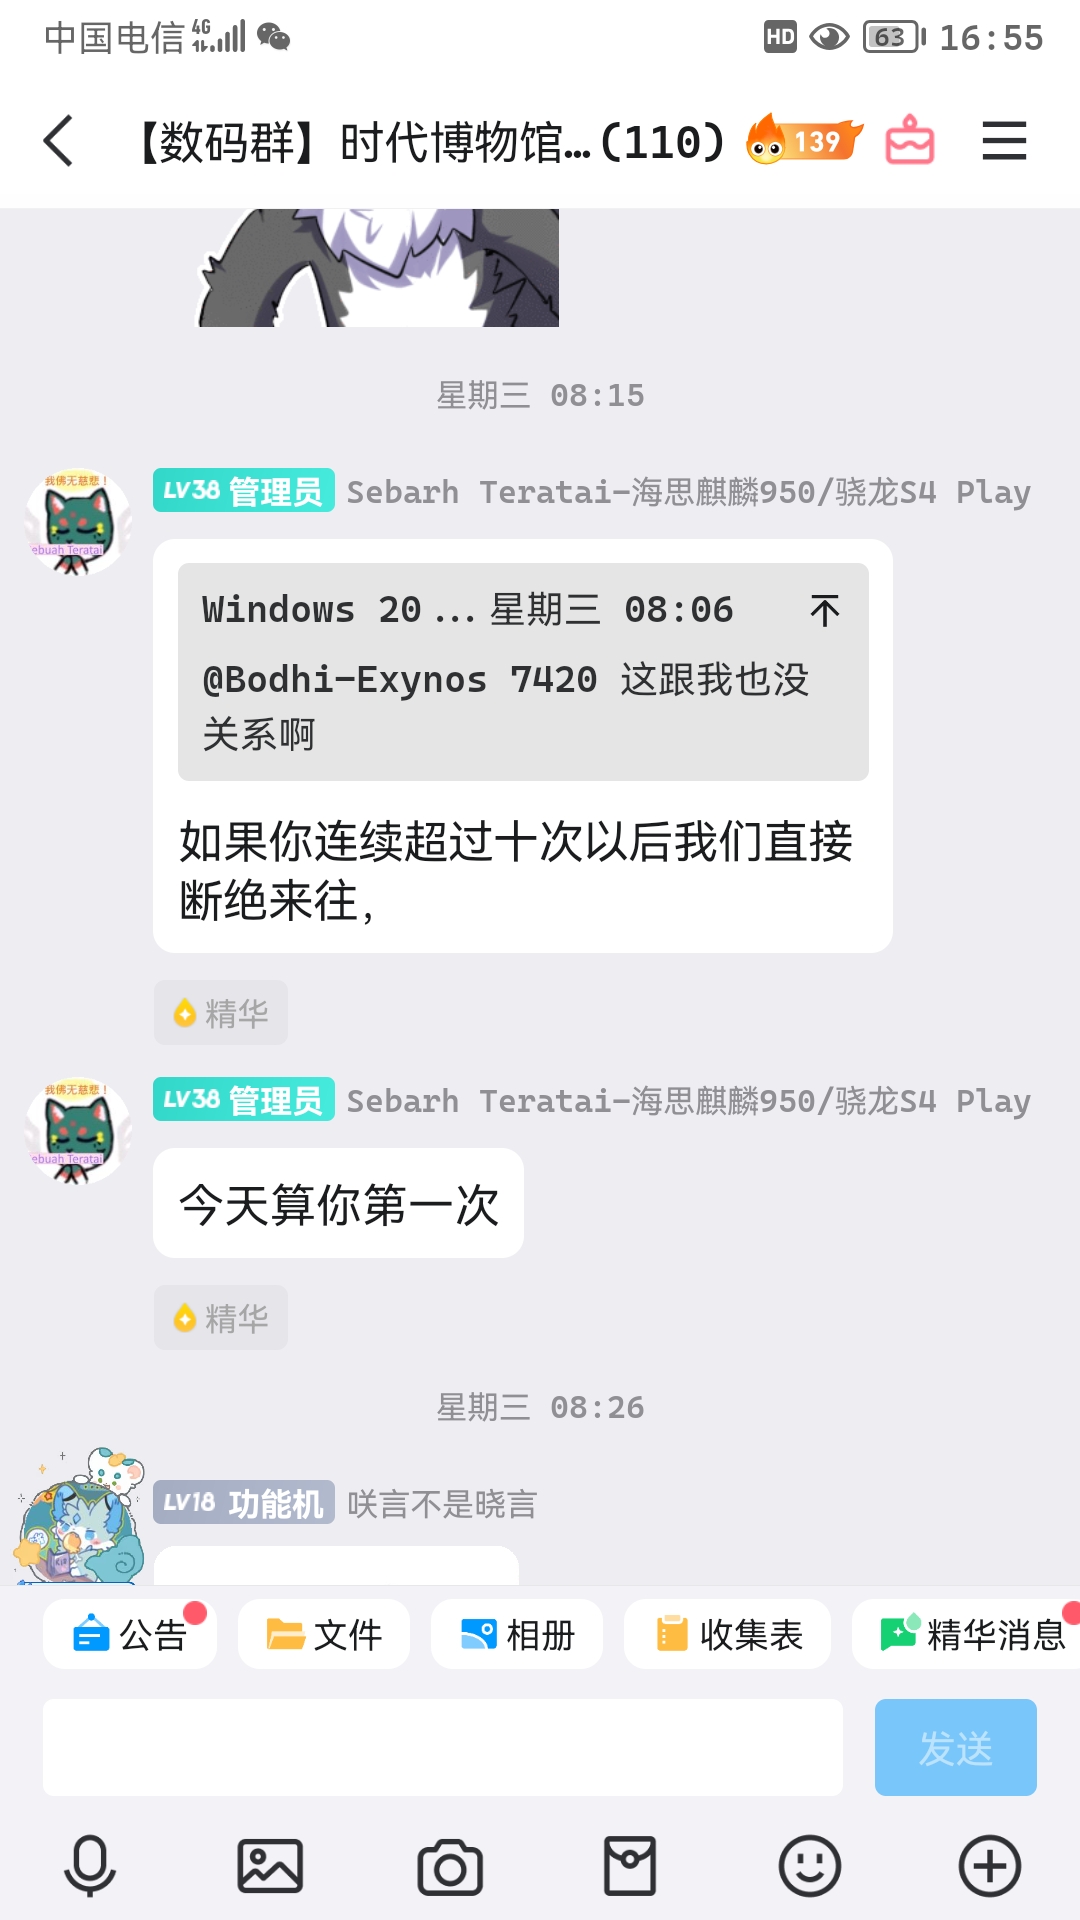 中国电信 4G HD 63 16:55
【数码群】时代博物馆...(110) 139
星期三 08:15
我佛无慈悲！
ebuah Teratai
LV38 管理员 Sebarh Teratai-海思麒麟950/骁龙S4 Play
Windows 20... 星期三 08:06
@Bodhi-Exynos 7420 这跟我也没
关系啊
如果你连续超过十次以后我们直接
断绝来往,
精华
我佛无慈悲！
ebuah Teratai
LV38 管理员 Sebarh Teratai-海思麒麟950/骁龙S4 Play
今天算你第一次
精华
星期三 08:26
LV18 功能机 咲言不是晓言
公告 文件 相册 收集表 精华消息
发送